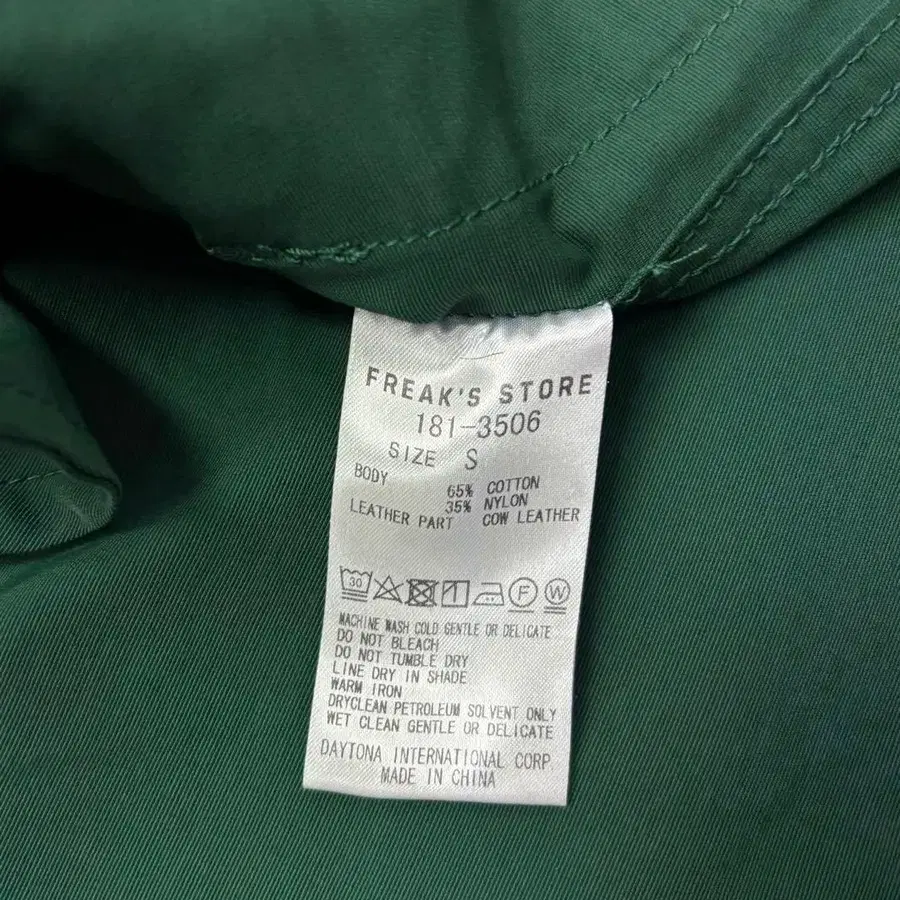 FREAK'S STORE
181-3506
SIZE S
BODY
65% COTTON
35% NYLON
LEATHER PART COW LEATHER
30 F W
MACHINE WASH COLD GENTLE OR DELICATE
DO NOT BLEACH
DO NOT TUMBLE DRY
LINE DRY IN SHADE
WARM IRON
DRYCLEAN PETROLEUM SOLVENT ONLY
WET CLEAN GENTLE OR DELICATE
DAYTONA INTERNATIONAL CORP.
MADE IN CHINA